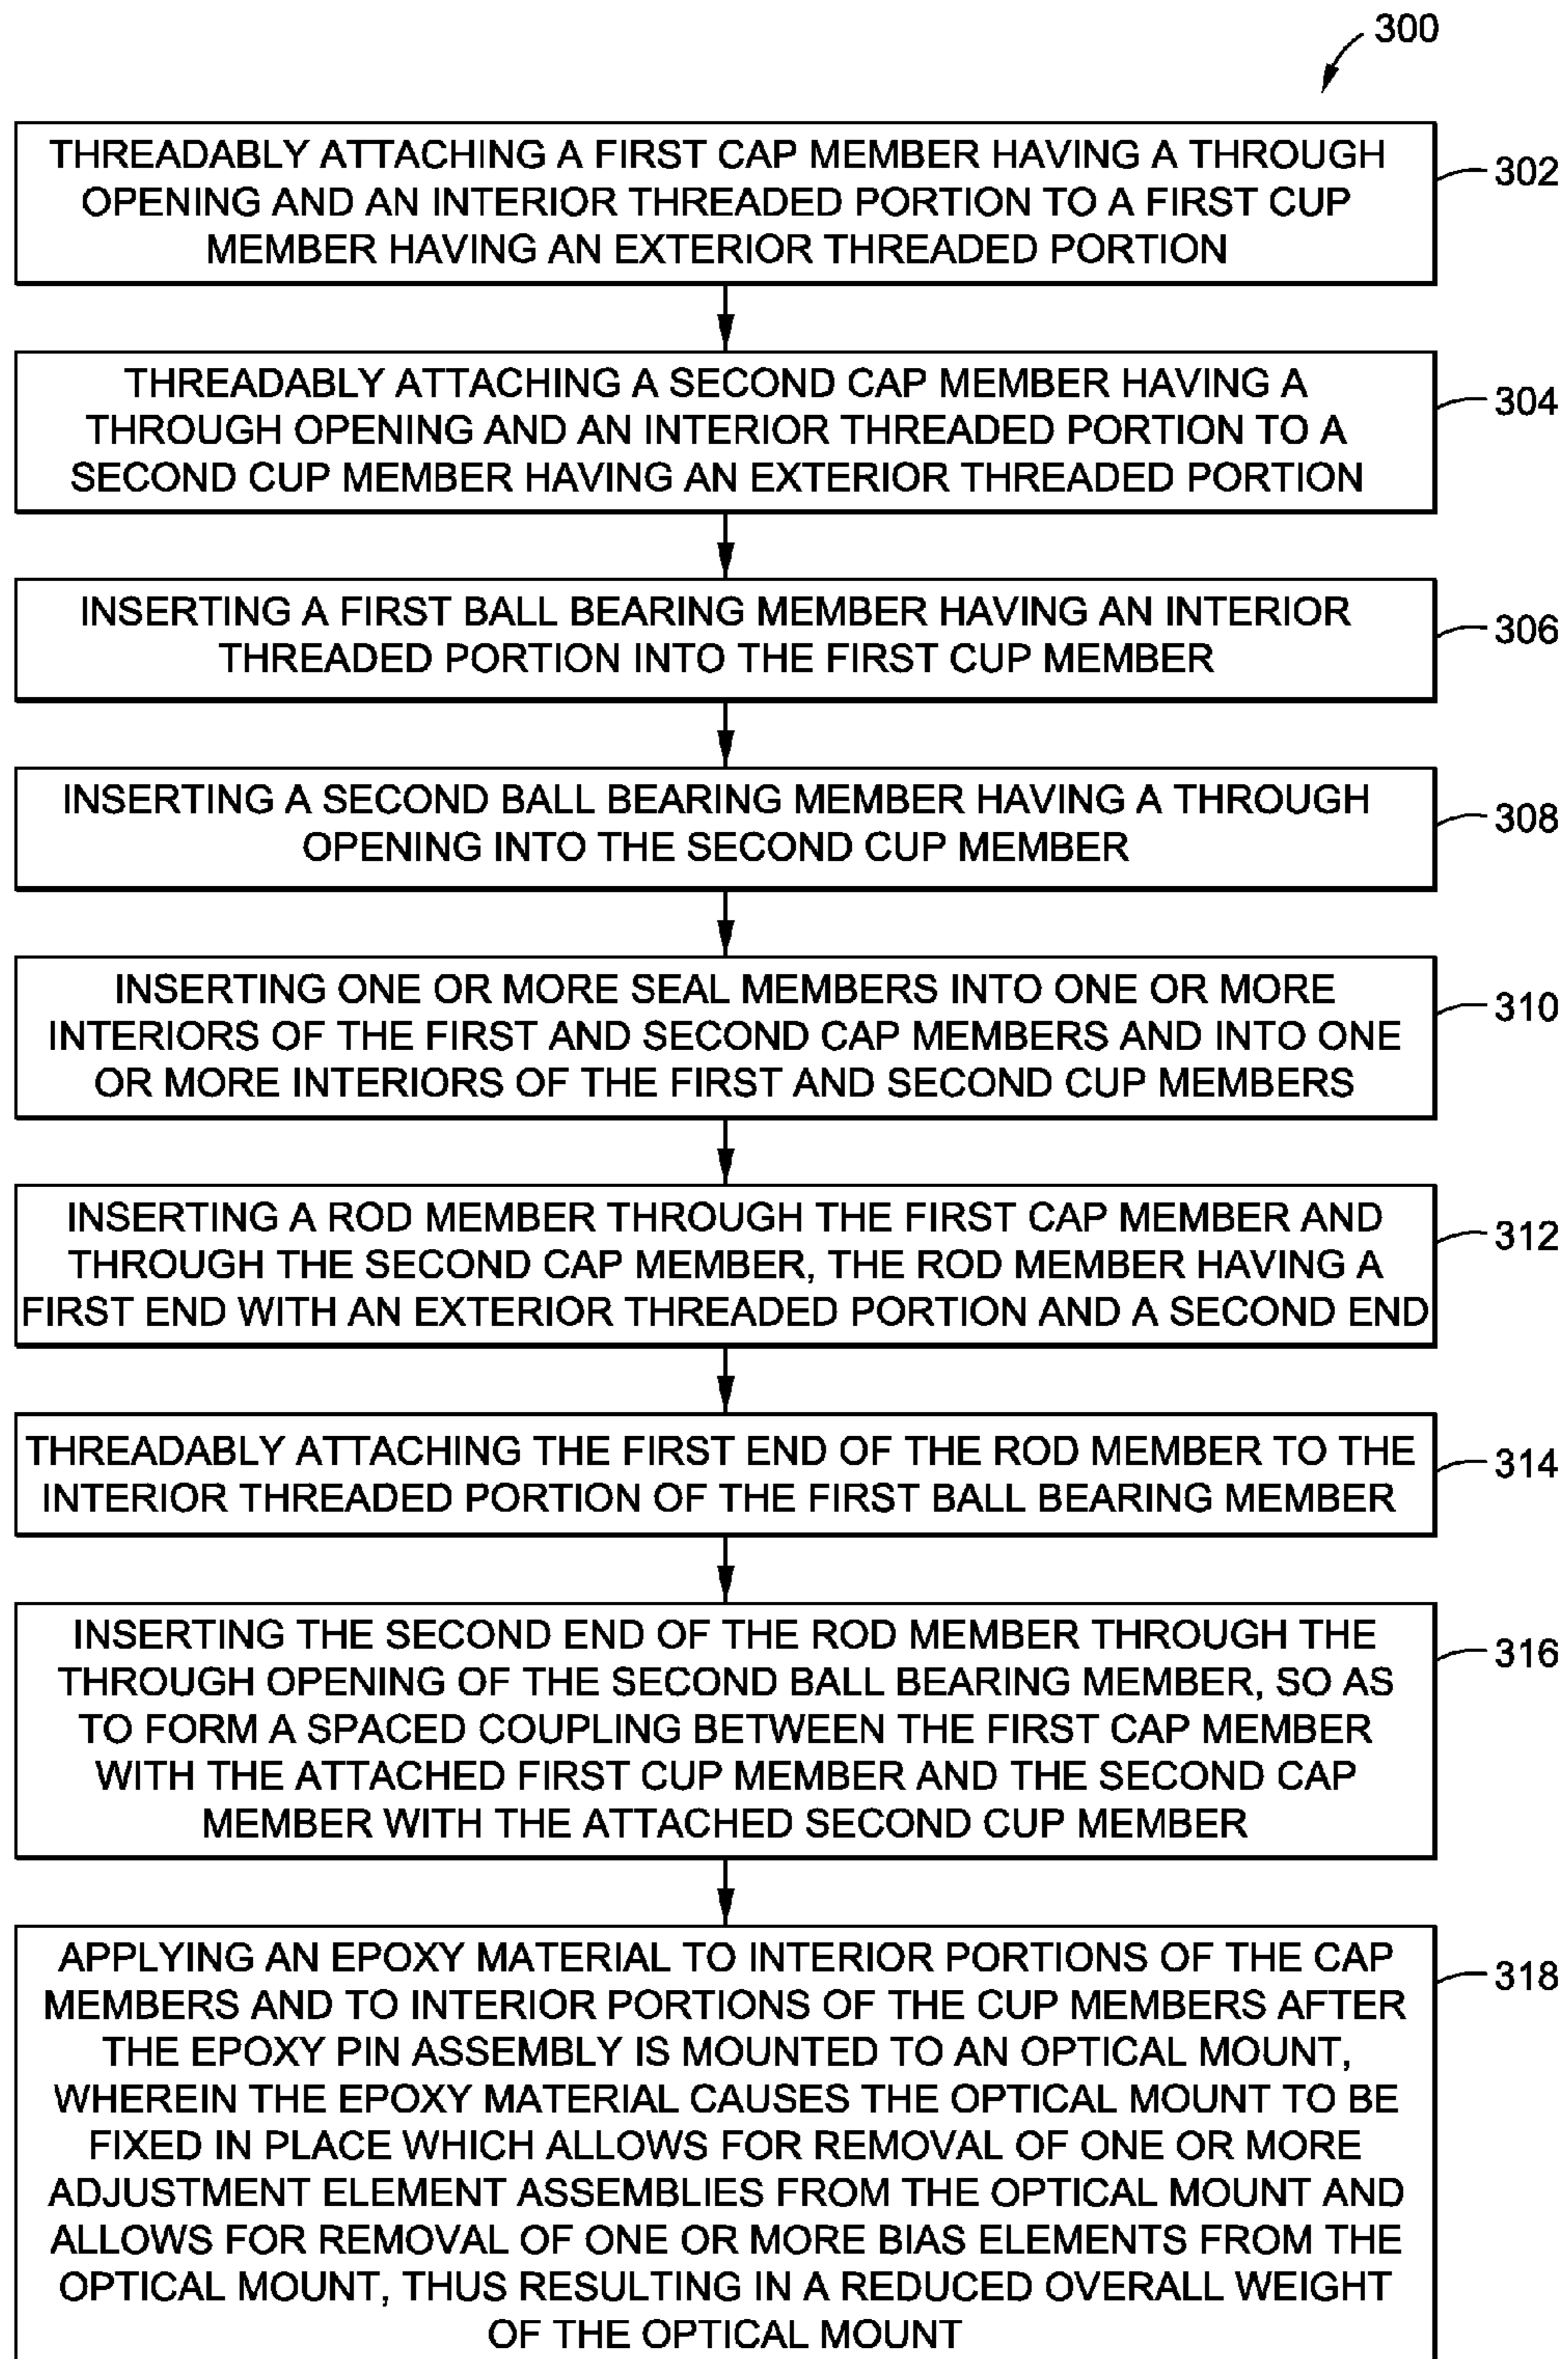 300
THREADABLY ATTACHING A FIRST CAP MEMBER HAVING A THROUGH
OPENING AND AN INTERIOR THREADED PORTION TO A FIRST CUP
MEMBER HAVING AN EXTERIOR THREADED PORTION
302
THREADABLY ATTACHING A SECOND CAP MEMBER HAVING A
THROUGH OPENING AND AN INTERIOR THREADED PORTION TO A
SECOND CUP MEMBER HAVING AN EXTERIOR THREADED PORTION
304
INSERTING A FIRST BALL BEARING MEMBER HAVING AN INTERIOR
THREADED PORTION INTO THE FIRST CUP MEMBER
306
INSERTING A SECOND BALL BEARING MEMBER HAVING A THROUGH
OPENING INTO THE SECOND CUP MEMBER
308
INSERTING ONE OR MORE SEAL MEMBERS INTO ONE OR MORE
INTERIORS OF THE FIRST AND SECOND CAP MEMBERS AND INTO ONE
OR MORE INTERIORS OF THE FIRST AND SECOND CUP MEMBERS
310
INSERTING A ROD MEMBER THROUGH THE FIRST CAP MEMBER AND
THROUGH THE SECOND CAP MEMBER, THE ROD MEMBER HAVING A
FIRST END WITH AN EXTERIOR THREADED PORTION AND A SECOND END
312
THREADABLY ATTACHING THE FIRST END OF THE ROD MEMBER TO THE
INTERIOR THREADED PORTION OF THE FIRST BALL BEARING MEMBER
314
INSERTING THE SECOND END OF THE ROD MEMBER THROUGH THE
THROUGH OPENING OF THE SECOND BALL BEARING MEMBER, SO AS
TO FORM A SPACED COUPLING BETWEEN THE FIRST CAP MEMBER
WITH THE ATTACHED FIRST CUP MEMBER AND THE SECOND CAP
MEMBER WITH THE ATTACHED SECOND CUP MEMBER
316
APPLYING AN EPOXY MATERIAL TO INTERIOR PORTIONS OF THE CAP
MEMBERS AND TO INTERIOR PORTIONS OF THE CUP MEMBERS AFTER
THE EPOXY PIN ASSEMBLY IS MOUNTED TO AN OPTICAL MOUNT,
WHEREIN THE EPOXY MATERIAL CAUSES THE OPTICAL MOUNT TO BE
FIXED IN PLACE WHICH ALLOWS FOR REMOVAL OF ONE OR MORE
ADJUSTMENT ELEMENT ASSEMBLIES FROM THE OPTICAL MOUNT AND
ALLOWS FOR REMOVAL OF ONE OR MORE BIAS ELEMENTS FROM THE
OPTICAL MOUNT, THUS RESULTING IN A REDUCED OVERALL WEIGHT
OF THE OPTICAL MOUNT
318